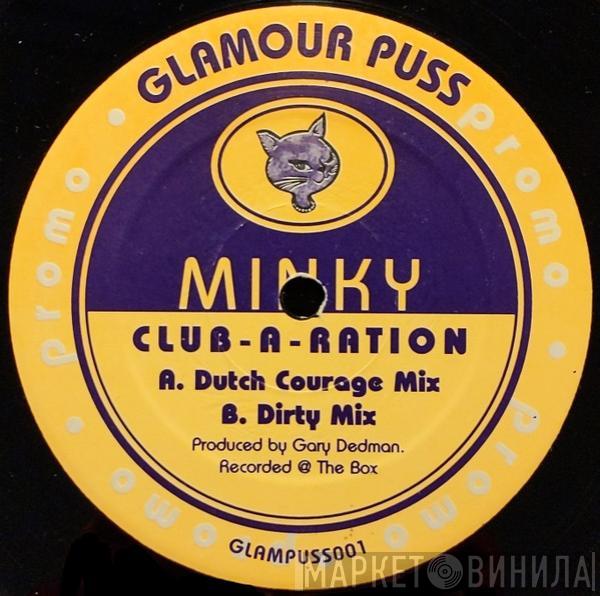 GLAMOUR PUSS
promo
promo
promo
promo
MINKY
CLUB-A-RATION
A. Dutch Courage Mix
B. Dirty Mix
Produced by Gary Dedman.
Recorded @ The Box
GLAMPUSS001
МАРКЕТ ВИНИЛА